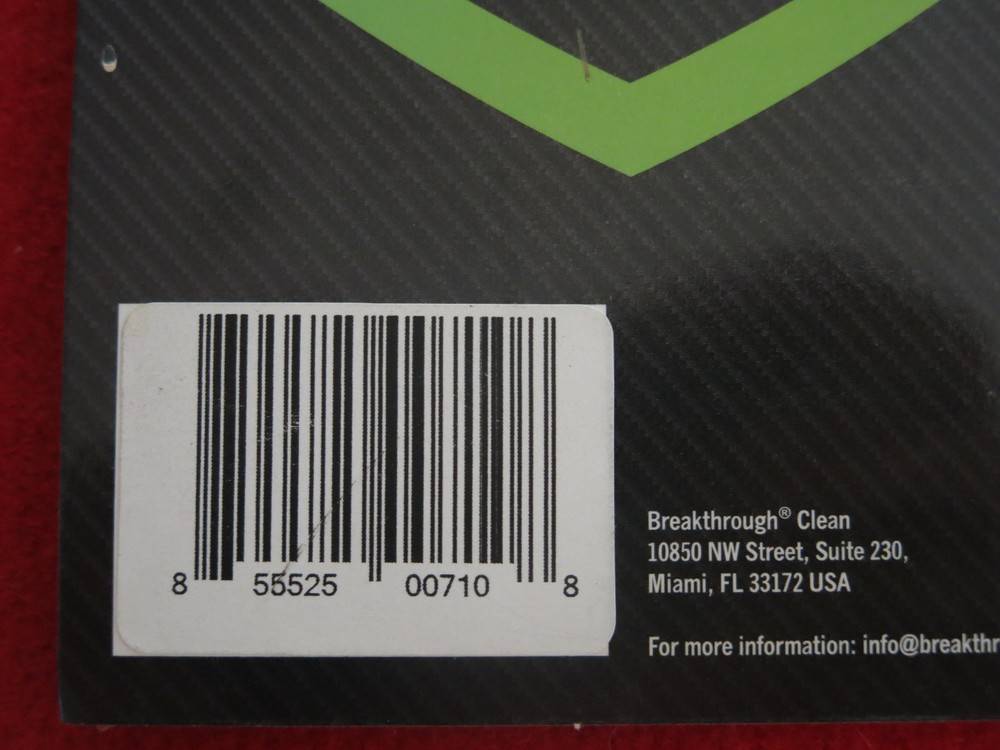 8 55525 00710 8
Breakthrough® Clean
10850 NW Street, Suite 230,
Miami, FL 33172 USA
For more information: info@breakthr